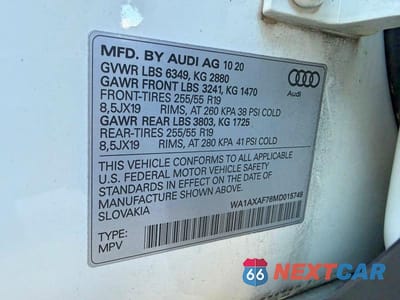 MFD. BY AUDI AG 10 20
GVWR LBS 6349, KG 2880
GAWR FRONT LBS 3241, KG 1470
FRONT-TIRES 255/55 R19
8,5JX19 RIMS, AT 260 KPA 38 PSI COLD
GAWR REAR LBS 3803, KG 1725
REAR-TIRES 255/55 R19
8,5JX19 RIMS, AT 280 KPA 41 PSI COLD
Audi
THIS VEHICLE CONFORMS TO ALL APPLICABLE
U.S. FEDERAL MOTOR VEHICLE SAFETY
STANDARDS IN EFFECT ON THE DATE OF
MANUFACTURE SHOWN ABOVE.
SLOVAKIA
WA1AXAF76MD015749
TYPE:
MPV
66 NEXTCAR